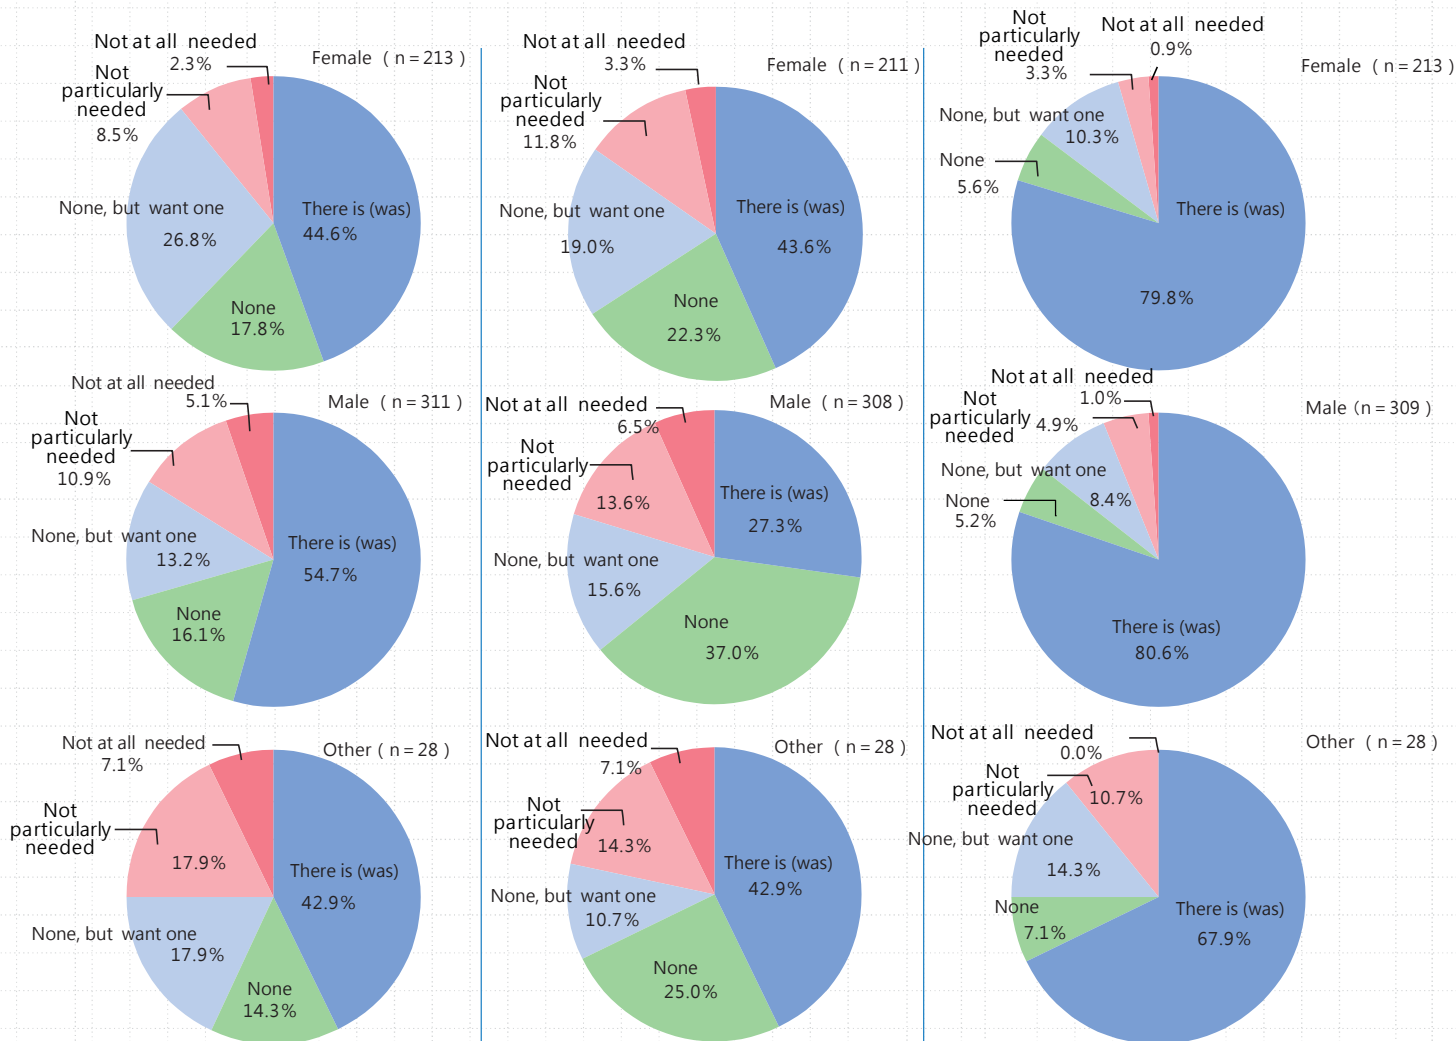 Not at all needed
2.3%
Female ( n=213)
Not
particularly
needed
8.5%
None, but want one
26.8%
There is (was)
44.6%
None
17.8%
Not at all needed
5.1%
Male ( n=311 )
Not
particularly
needed
10.9%
None, but want one
13.2%
There is (was)
54.7%
None
16.1%
Not at all needed
7.1%
Other ( n=28 )
Not
particularly
needed
17.9%
There is (was)
42.9%
None, but want one
17.9%
None
14.3%
Not at all needed
3.3%
Female ( n=211)
Not
particularly
needed
11.8%
None, but want one
19.0%
There is (was)
43.6%
None
22.3%
Not at all needed
6.5%
Male ( n=308 )
Not
particularly
needed
13.6%
There is (was)
27.3%
None, but want one
15.6%
None
37.0%
Not at all needed
7.1%
Other ( n=28 )
Not
particularly
needed
14.3%
There is (was)
42.9%
None, but want one
10.7%
None
25.0%
Not
particularly
needed
3.3%
Not at all needed
0.9%
Female ( n=213)
None, but want one
10.3%
None
5.6%
There is (was)
79.8%
Not at all needed
1.0%
Male (n=309 )
Not
particularly
needed
4.9%
None, but want one
8.4%
None
5.2%
There is (was)
80.6%
Not at all needed
0.0%
Other ( n=28 )
Not
particularly
needed
10.7%
None, but want one
14.3%
None
7.1%
There is (was)
67.9%